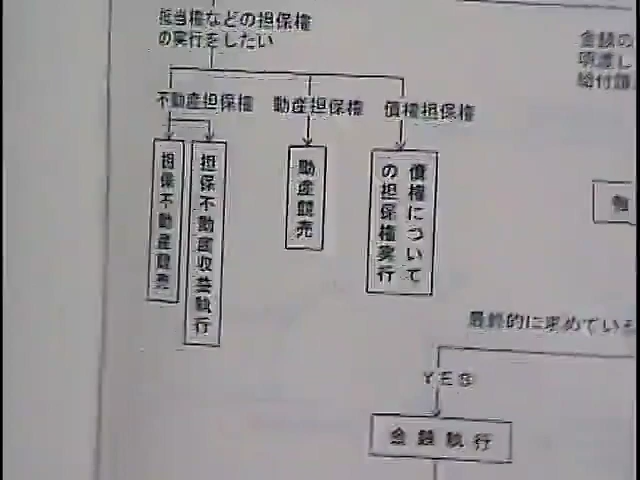 抵当権などの担保権
の実行をしたい
不動産担保権
動産担保権
債権担保権
担保不動産競売
担保不動産収益執行
動産競売
債権について
の担保権実行
金銭の
最終的に求めている
YES
金銭執行